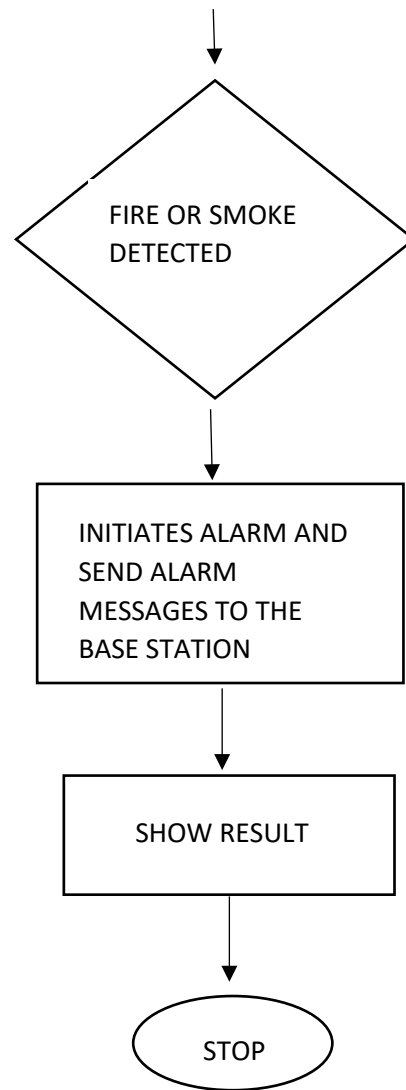 FIRE OR SMOKE
DETECTED
INITIATES ALARM AND
SEND ALARM
MESSAGES TO THE
BASE STATION
SHOW RESULT
STOP